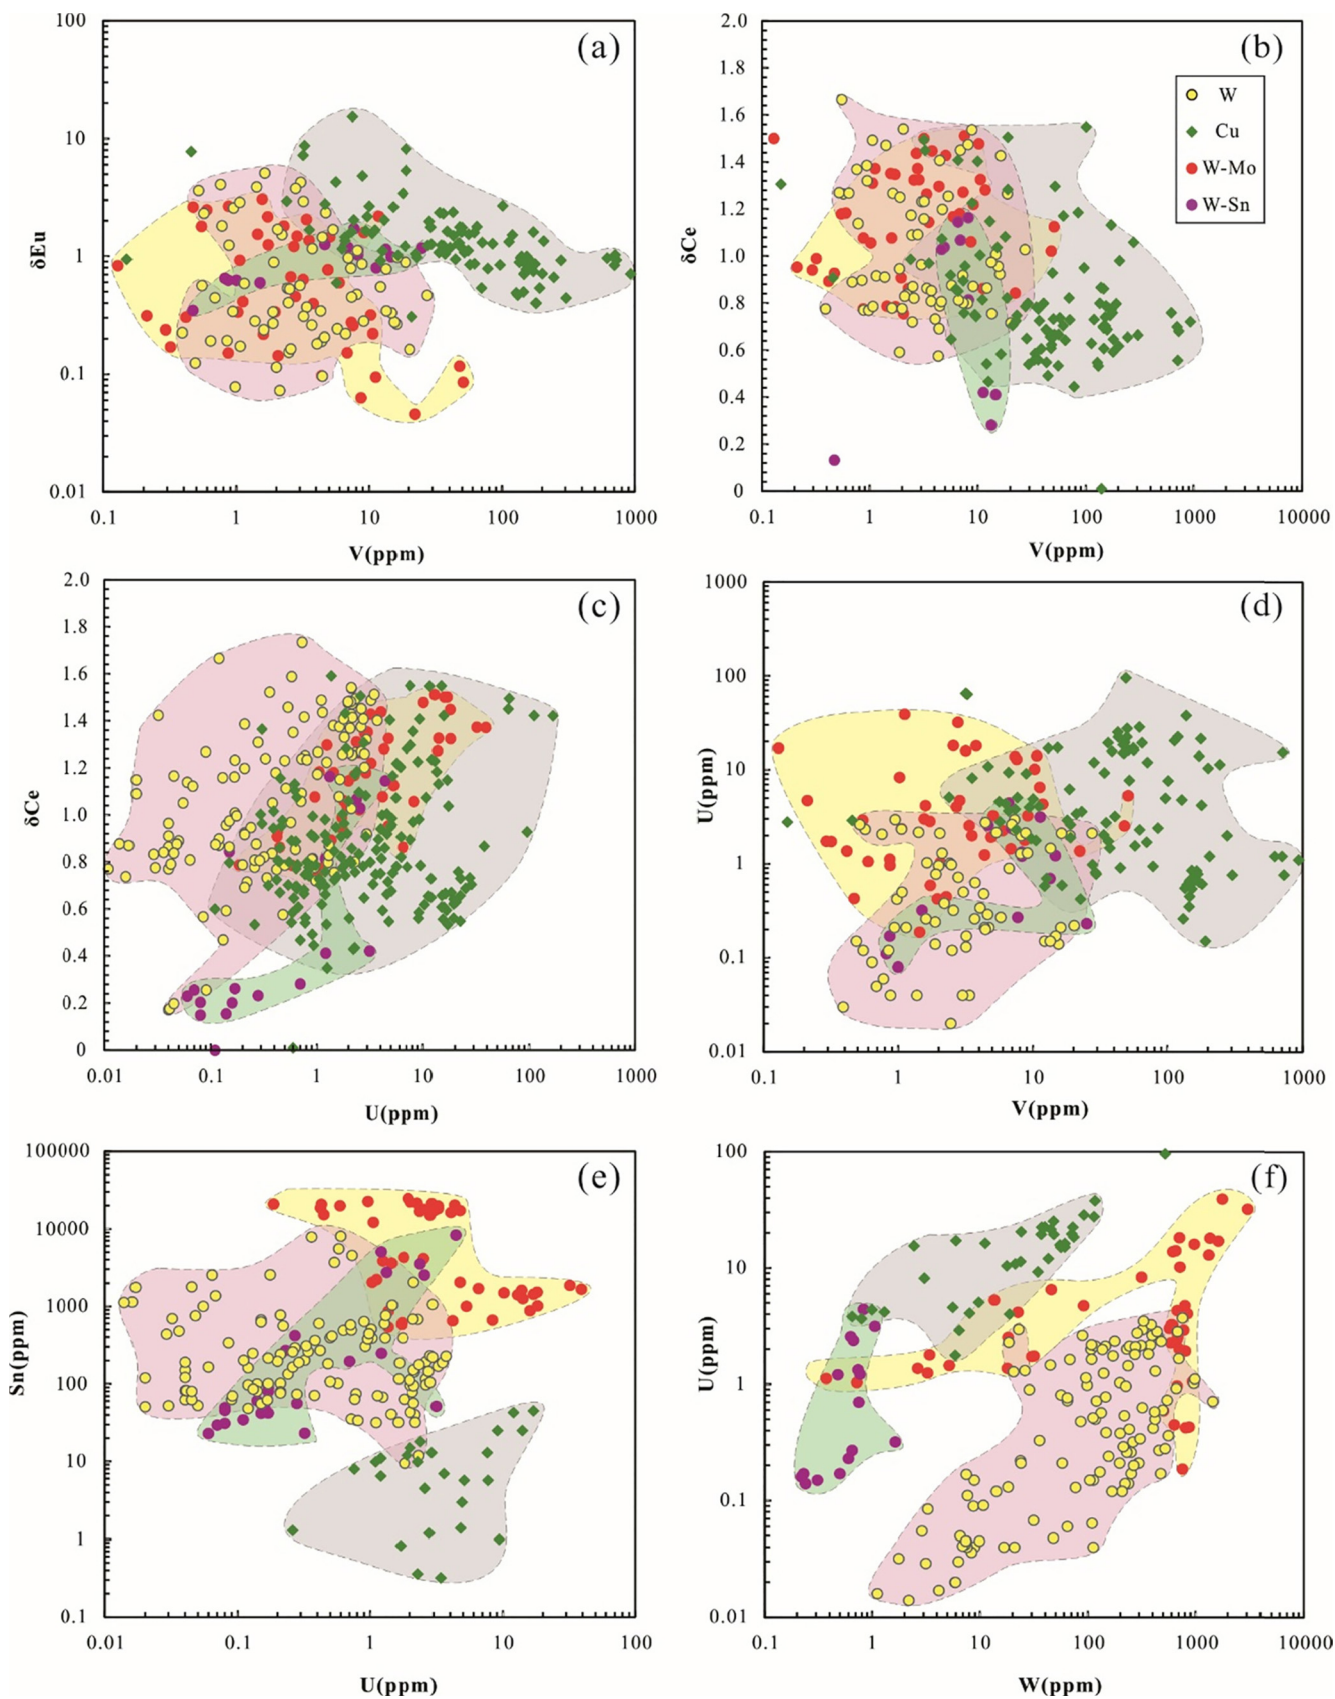 (a)
100
10
1
0.1
0.01
δEu
0.1 1 10 100 1000
V(ppm)
(b)
W
Cu
W-Mo
W-Sn
2.0
1.8
1.6
1.4
1.2
1.0
0.8
0.6
0.4
0.2
0
δCe
0.1 1 10 100 1000 10000
V(ppm)
(c)
2.0
1.8
1.6
1.4
1.2
1.0
0.8
0.6
0.4
0.2
0
δCe
0.01 0.1 1 10 100 1000
U(ppm)
(d)
1000
100
10
1
0.1
0.01
U(ppm)
0.1 1 10 100 1000
V(ppm)
(e)
100000
10000
1000
100
10
1
0.1
Sn(ppm)
0.01 0.1 1 10 100
U(ppm)
(f)
100
10
1
0.1
0.01
U(ppm)
0.1 1 10 100 1000 10000
W(ppm)